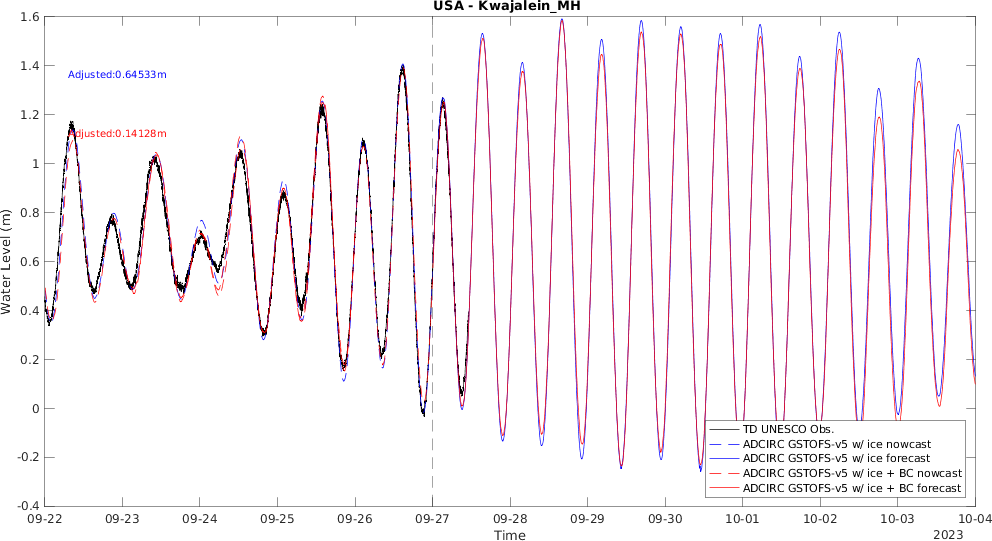 USA - Kwajalein_MH
1.6
1.4
1.2
1
0.8
0.6
0.4
0.2
0
-0.2
-0.4
Water Level (m)
Adjusted:0.64533m
Adjusted:0.14128m
TD UNESCO Obs.
ADCIRC GSTOFS-v5 w/ ice nowcast
ADCIRC GSTOFS-v5 w/ ice forecast
ADCIRC GSTOFS-v5 w/ ice + BC nowcast
ADCIRC GSTOFS-v5 w/ ice + BC forecast
09-22 09-23 09-24 09-25 09-26 09-27 09-28 09-29 09-30 10-01 10-02 10-03 10-04
Time
2023